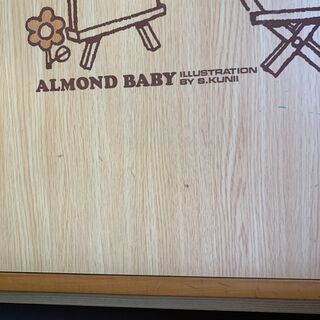 ALMOND BABY
ILLUSTRATION
BY S.KUNII